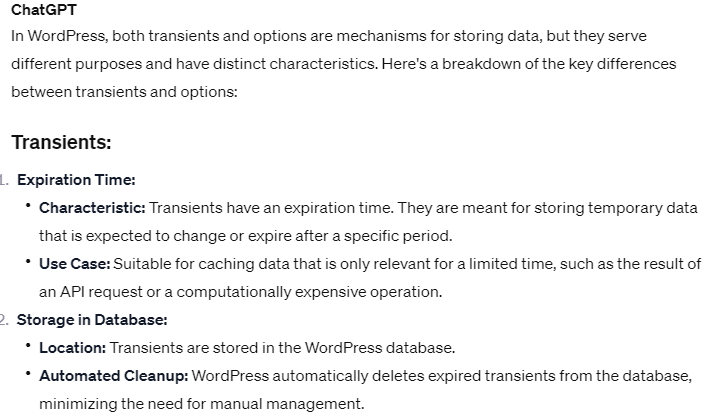 ChatGPT
In WordPress, both transients and options are mechanisms for storing data, but they serve
different purposes and have distinct characteristics. Here's a breakdown of the key differences
between transients and options:
Transients:
1. Expiration Time:
• Characteristic: Transients have an expiration time. They are meant for storing temporary data
that is expected to change or expire after a specific period.
• Use Case: Suitable for caching data that is only relevant for a limited time, such as the result of
an API request or a computationally expensive operation.
2. Storage in Database:
• Location: Transients are stored in the WordPress database.
• Automated Cleanup: WordPress automatically deletes expired transients from the database,
minimizing the need for manual management.